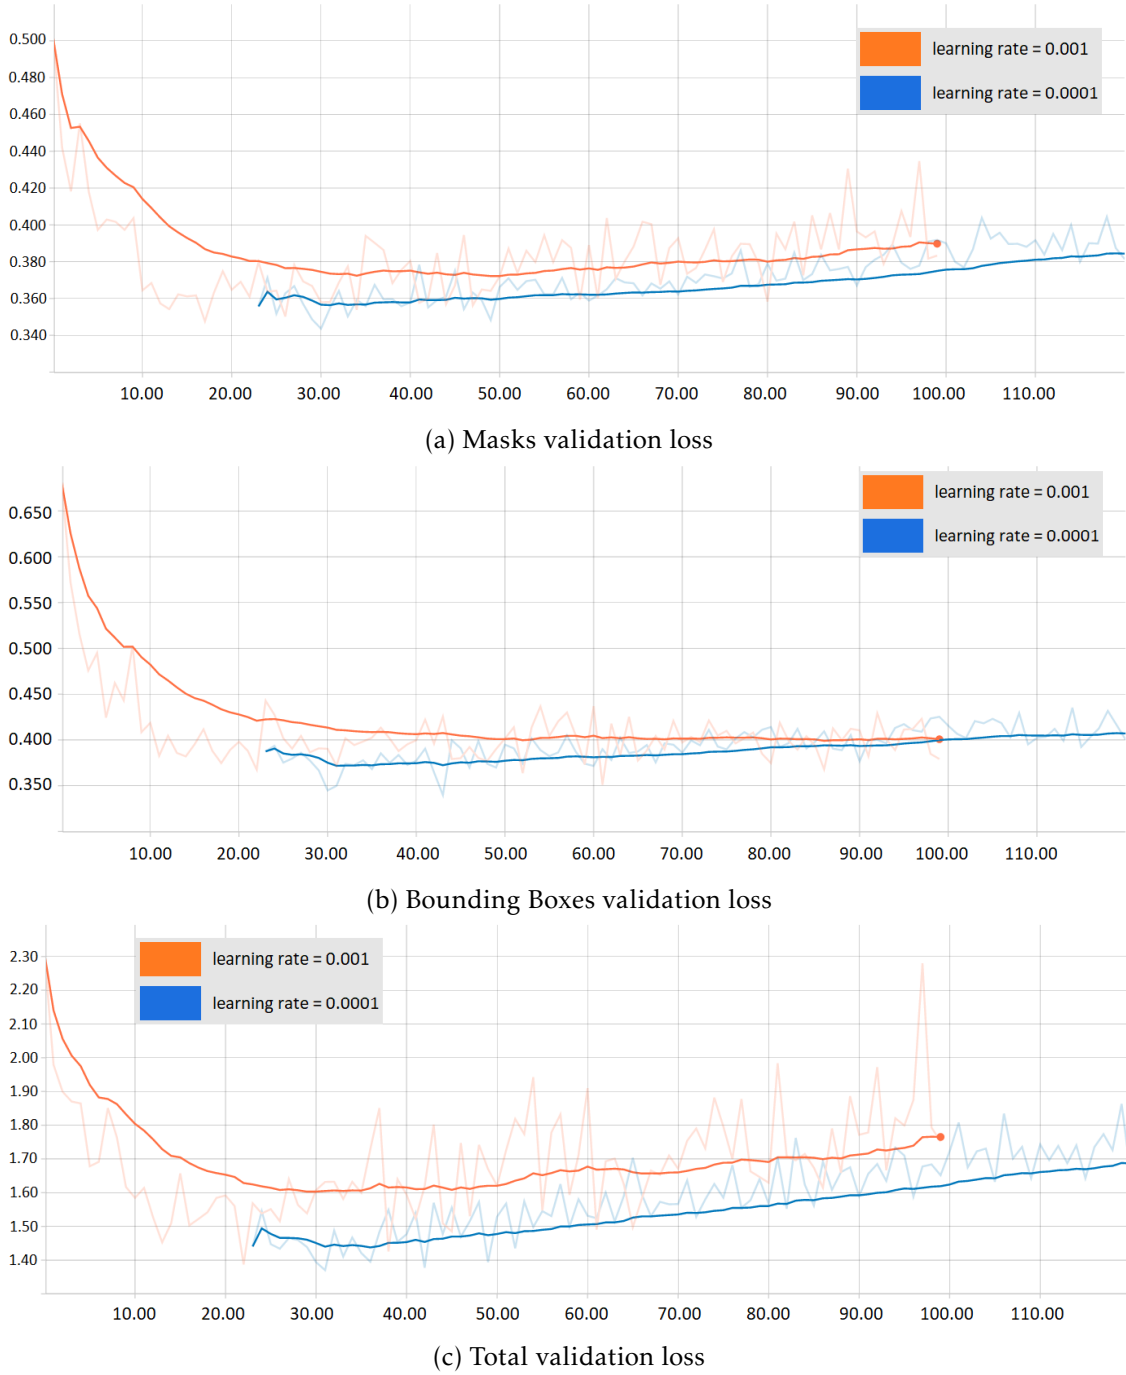 0.500
0.480
0.460
0.440
0.420
0.400
0.380
0.360
0.340
learning rate = 0.001
learning rate = 0.0001
10.00 20.00 30.00 40.00 50.00 60.00 70.00 80.00 90.00 100.00 110.00
(a) Masks validation loss
0.650
0.600
0.550
0.500
0.450
0.400
0.350
learning rate = 0.001
learning rate = 0.0001
10.00 20.00 30.00 40.00 50.00 60.00 70.00 80.00 90.00 100.00 110.00
(b) Bounding Boxes validation loss
2.30
2.20
2.10
2.00
1.90
1.80
1.70
1.60
1.50
1.40
learning rate = 0.001
learning rate = 0.0001
10.00 20.00 30.00 40.00 50.00 60.00 70.00 80.00 90.00 100.00 110.00
(c) Total validation loss